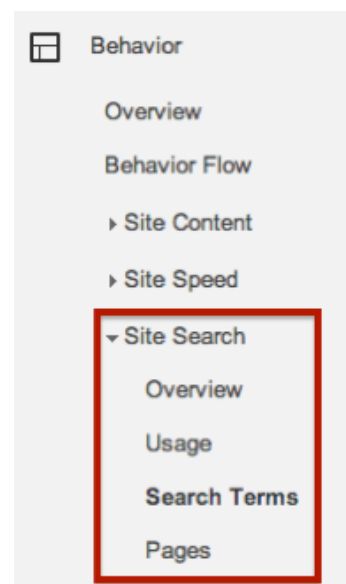 Behavior
Overview
Behavior Flow
Site Content
Site Speed
Site Search
Overview
Usage
Search Terms
Pages